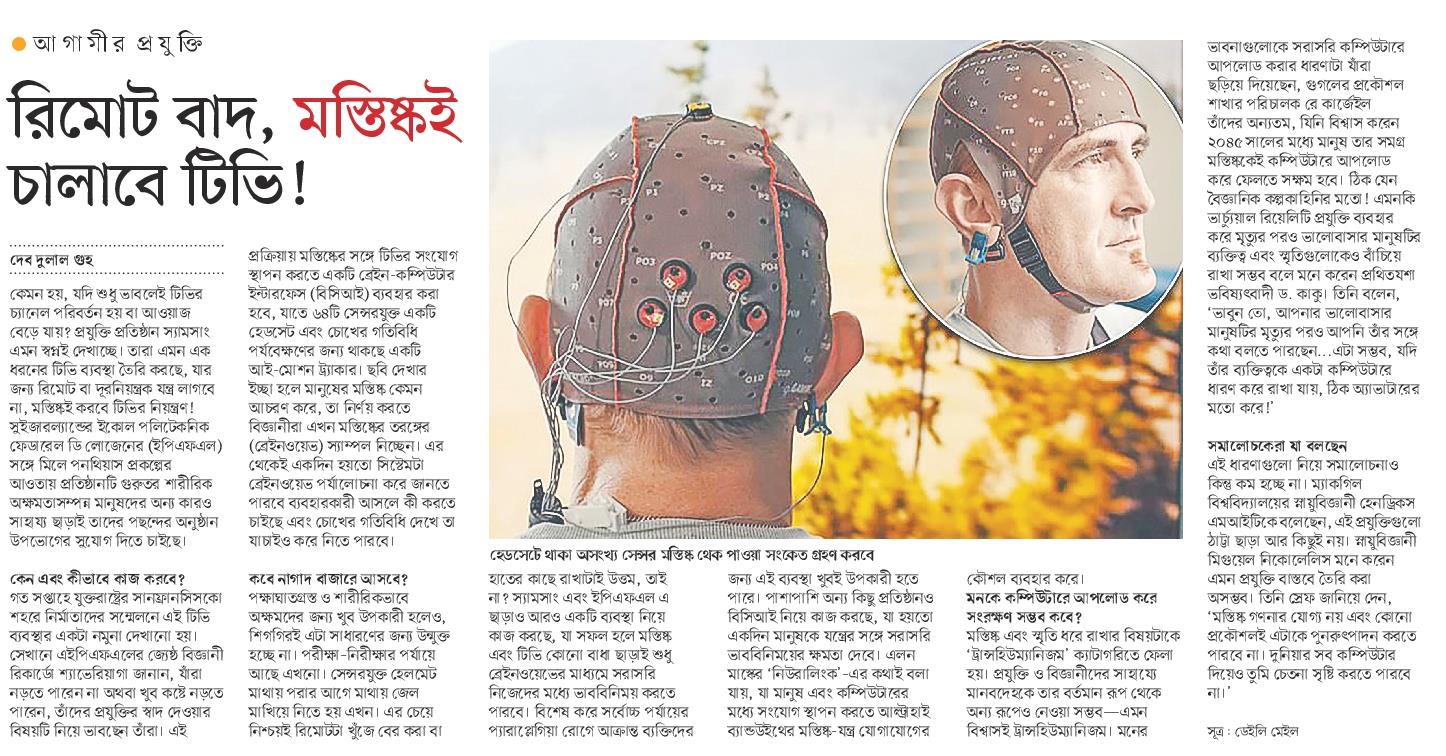 আগামীর প্রযুক্তি
রিমোট বাদ, মস্তিষ্কই
চালাবে টিভি!
দেব দুলাল গুহ
কেমন হয়, যদি শুধু ভাবলেই টিভির
চ্যানেল পরিবর্তন হয় বা আওয়াজ
বেড়ে যায়? প্রযুক্তি প্রতিষ্ঠান স্যামসাং
এমন স্বপ্নই দেখাচ্ছে। তারা এমন এক
ধরনের টিভি ব্যবস্থা তৈরি করছে, যার
জন্য রিমোট বা দূরনিয়ন্ত্রক যন্ত্র লাগবে
না, মস্তিষ্কই করবে টিভির নিয়ন্ত্রণ!
সুইজারল্যান্ডের ইকোল পলিটেকনিক
ফেডারেল ডি লোজেনের (ইপিএফএল)
সঙ্গে মিলে পনথিয়াস প্রকল্পের
আওতায় প্রতিষ্ঠানটি গুরুতর শারীরিক
অক্ষমতাসম্পন্ন মানুষদের অন্য কারও
সাহায্য ছাড়াই তাদের পছন্দের অনুষ্ঠান
উপভোগের সুযোগ দিতে চাইছে।
কেন এবং কীভাবে কাজ করবে?
গত সপ্তাহে যুক্তরাষ্ট্রের সানফ্রানসিসকো
শহরে নির্মাতাদের সম্মেলনে এই টিভি
ব্যবস্থার একটা নমুনা দেখানো হয়।
সেখানে এইপিএফএলের জ্যেষ্ঠ বিজ্ঞানী
রিকার্ডে শ্যাভেরিয়াগা জানান, যাঁরা
নড়তে পারেন না অথবা খুব কষ্টে নড়তে
পারেন, তাঁদের প্রযুক্তির স্বাদ দেওয়ার
বিষয়টি নিয়ে ভাবছেন তাঁরা। এই
প্রক্রিয়ায় মস্তিষ্কের সঙ্গে টিভির সংযোগ
স্থাপন করতে একটি ব্রেইন-কম্পিউটার
ইন্টারফেস (বিসিআই) ব্যবহার করা
হবে, যাতে ৬৪টি সেন্সরযুক্ত একটি
হেডসেট এবং চোখের গতিবিধি
পর্যবেক্ষণের জন্য থাকছে একটি
আই-মোশন ট্র্যাকার। ছবি দেখার
ইচ্ছা হলে মানুষের মস্তিষ্ক কেমন
আচরণ করে, তা নির্ণয় করতে
বিজ্ঞানীরা এখন মস্তিষ্কের তরঙ্গের
(ব্রেইনওয়েভ) স্যাম্পল নিচ্ছেন। এর
থেকেই একদিন হয়তো সিস্টেমটা
ব্রেইনওয়েভ পর্যালোচনা করে জানতে
পারবে ব্যবহারকারী আসলে কী করতে
চাইছে এবং চোখের গতিবিধি দেখে তা
যাচাইও করে নিতে পারবে।
কবে নাগাদ বাজারে আসবে?
পক্ষাঘাতগ্রস্ত ও শারীরিকভাবে
অক্ষমদের জন্য খুব উপকারী হলেও,
শিগগিরই এটা সাধারণের জন্য উন্মুক্ত
হচ্ছে না। পরীক্ষা-নিরীক্ষার পর্যায়ে
আছে এখনো। সেন্সরযুক্ত হেলমেট
মাথায় পরার আগে মাথায় জেল
মাখিয়ে নিতে হয় এখন। এর চেয়ে
নিশ্চয়ই রিমোটটা খুঁজে বের করা বা
হেডসেটে থাকা অসংখ্য সেন্সর মস্তিষ্ক থেক পাওয়া সংকেত গ্রহণ করবে
হাতের কাছে রাখাটাই উত্তম, তাই
না? স্যামসাং এবং ইপিএফএল এ
ছাড়াও আরও একটি ব্যবস্থা নিয়ে
কাজ করছে, যা সফল হলে মস্তিষ্ক
এবং টিভি কোনো বাধা ছাড়াই শুধু
ব্রেইনওয়েভের মাধ্যমে সরাসরি
নিজেদের মধ্যে ভাববিনিময় করতে
পারবে। বিশেষ করে সর্বোচ্চ পর্যায়ের
প্যারাপ্লেগিয়া রোগে আক্রান্ত ব্যক্তিদের
জন্য এই ব্যবস্থা খুবই উপকারী হতে
পারে। পাশাপাশি অন্য কিছু প্রতিষ্ঠানও
বিসিআই নিয়ে কাজ করছে, যা হয়তো
একদিন মানুষকে যন্ত্রের সঙ্গে সরাসরি
ভাববিনিময়ের ক্ষমতা দেবে। এলন
মাস্কের ‘নিউরালিংক’-এর কথাই বলা
যায়, যা মানুষ এবং কম্পিউটারের
মধ্যে সংযোগ স্থাপন করতে আল্ট্রাহাই
ব্যান্ডউইথের মস্তিষ্ক-যন্ত্র যোগাযোগের
কৌশল ব্যবহার করে।
মনকে কম্পিউটারে আপলোড করে
সংরক্ষণ সম্ভব কবে?
মস্তিষ্ক এবং স্মৃতি ধরে রাখার বিষয়টাকে
‘ট্রান্সহিউম্যানিজম’ ক্যাটাগরিতে ফেলা
হয়। প্রযুক্তি ও বিজ্ঞানীদের সাহায্যে
মানবদেহকে তার বর্তমান রূপ থেকে
অন্য রূপেও নেওয়া সম্ভব—এমন
বিশ্বাসই ট্রান্সহিউম্যানিজম। মনের
ভাবনাগুলোকে সরাসরি কম্পিউটারে
আপলোড করার ধারণাটা যাঁরা
ছড়িয়ে দিয়েছেন, গুগলের প্রকৌশল
শাখার পরিচালক রে কার্জেইল
তাঁদের অন্যতম, যিনি বিশ্বাস করেন
২০৪৫ সালের মধ্যে মানুষ তার সমগ্র
মস্তিষ্ককেই কম্পিউটারে আপলোড
করে ফেলতে সক্ষম হবে। ঠিক যেন
বৈজ্ঞানিক কল্পকাহিনির মতো! এমনকি
ভার্চ্যুয়াল রিয়েলিটি প্রযুক্তি ব্যবহার
করে মৃত্যুর পরও ভালোবাসার মানুষটির
ব্যক্তিত্ব এবং স্মৃতিগুলোকেও বাঁচিয়ে
রাখা সম্ভব বলে মনে করেন প্রথিতযশা
ভবিষ্যৎবাদী ড. কাকু। তিনি বলেন,
‘ভাবুন তো, আপনার ভালোবাসার
মানুষটির মৃত্যুর পরও আপনি তাঁর সঙ্গে
কথা বলতে পারছেন...এটা সম্ভব, যদি
তাঁর ব্যক্তিত্বকে একটা কম্পিউটারে
ধারণ করে রাখা যায়, ঠিক অ্যাভাটারের
মতো করে!’
সমালোচকেরা যা বলছেন
এই ধারণাগুলো নিয়ে সমালোচনাও
কিন্তু কম হচ্ছে না। ম্যাকগিল
বিশ্ববিদ্যালয়ের স্নায়ুবিজ্ঞানী হেনড্রিকস
এমআইটিকে বলেছেন, এই প্রযুক্তিগুলো
ঠাট্টা ছাড়া আর কিছুই নয়। স্নায়ুবিজ্ঞানী
মিগুয়েল নিকোলেলিস মনে করেন
এমন প্রযুক্তি বাস্তবে তৈরি করা
অসম্ভব। তিনি স্রেফ জানিয়ে দেন,
‘মস্তিষ্ক গণনার যোগ্য নয় এবং কোনো
প্রকৌশলই এটাকে পুনরুৎপাদন করতে
পারবে না। দুনিয়ার সব কম্পিউটার
দিয়েও তুমি চেতনা সৃষ্টি করতে পারবে
না।’
সূত্র: ডেইলি মেইল